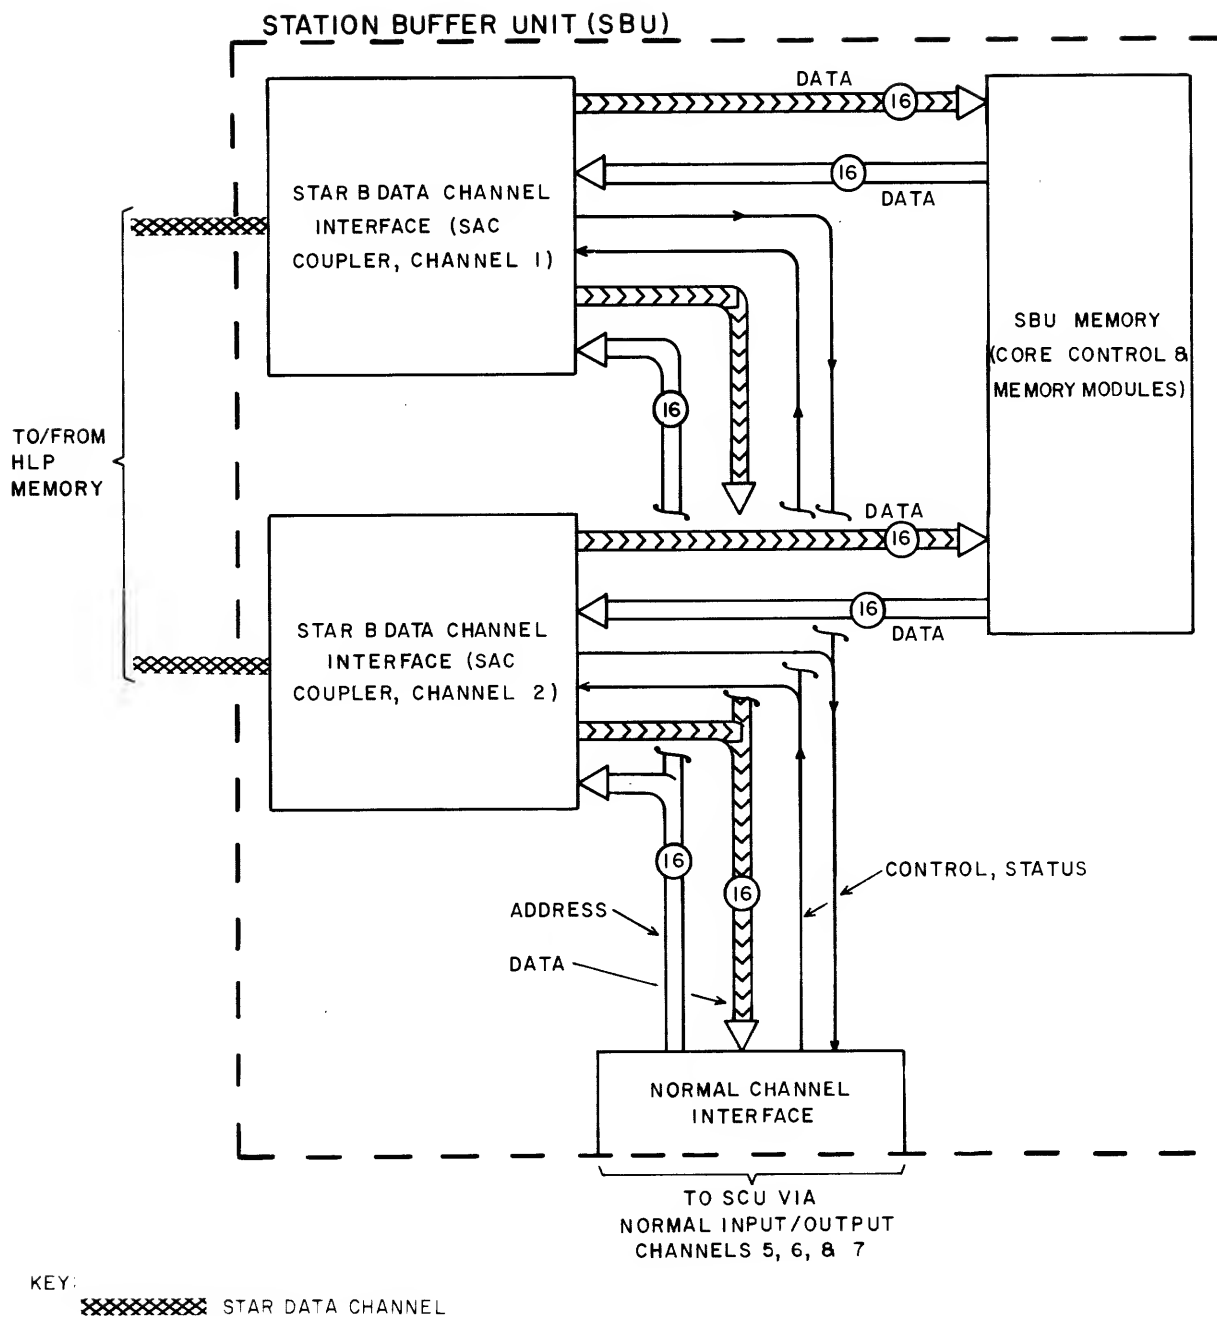 STATION BUFFER UNIT (SBU)
DATA
16
16
DATA
STAR B DATA CHANNEL
INTERFACE (SAC
COUPLER, CHANNEL 1)
SBU MEMORY
(CORE CONTROL &
MEMORY MODULES)
16
TO/FROM
HLP
MEMORY
DATA
16
16
DATA
STAR B DATA CHANNEL
INTERFACE (SAC
COUPLER, CHANNEL 2)
16
16
CONTROL, STATUS
ADDRESS
DATA
NORMAL CHANNEL
INTERFACE
TO SCU VIA
NORMAL INPUT/OUTPUT
CHANNELS 5, 6, & 7
KEY:
STAR DATA CHANNEL